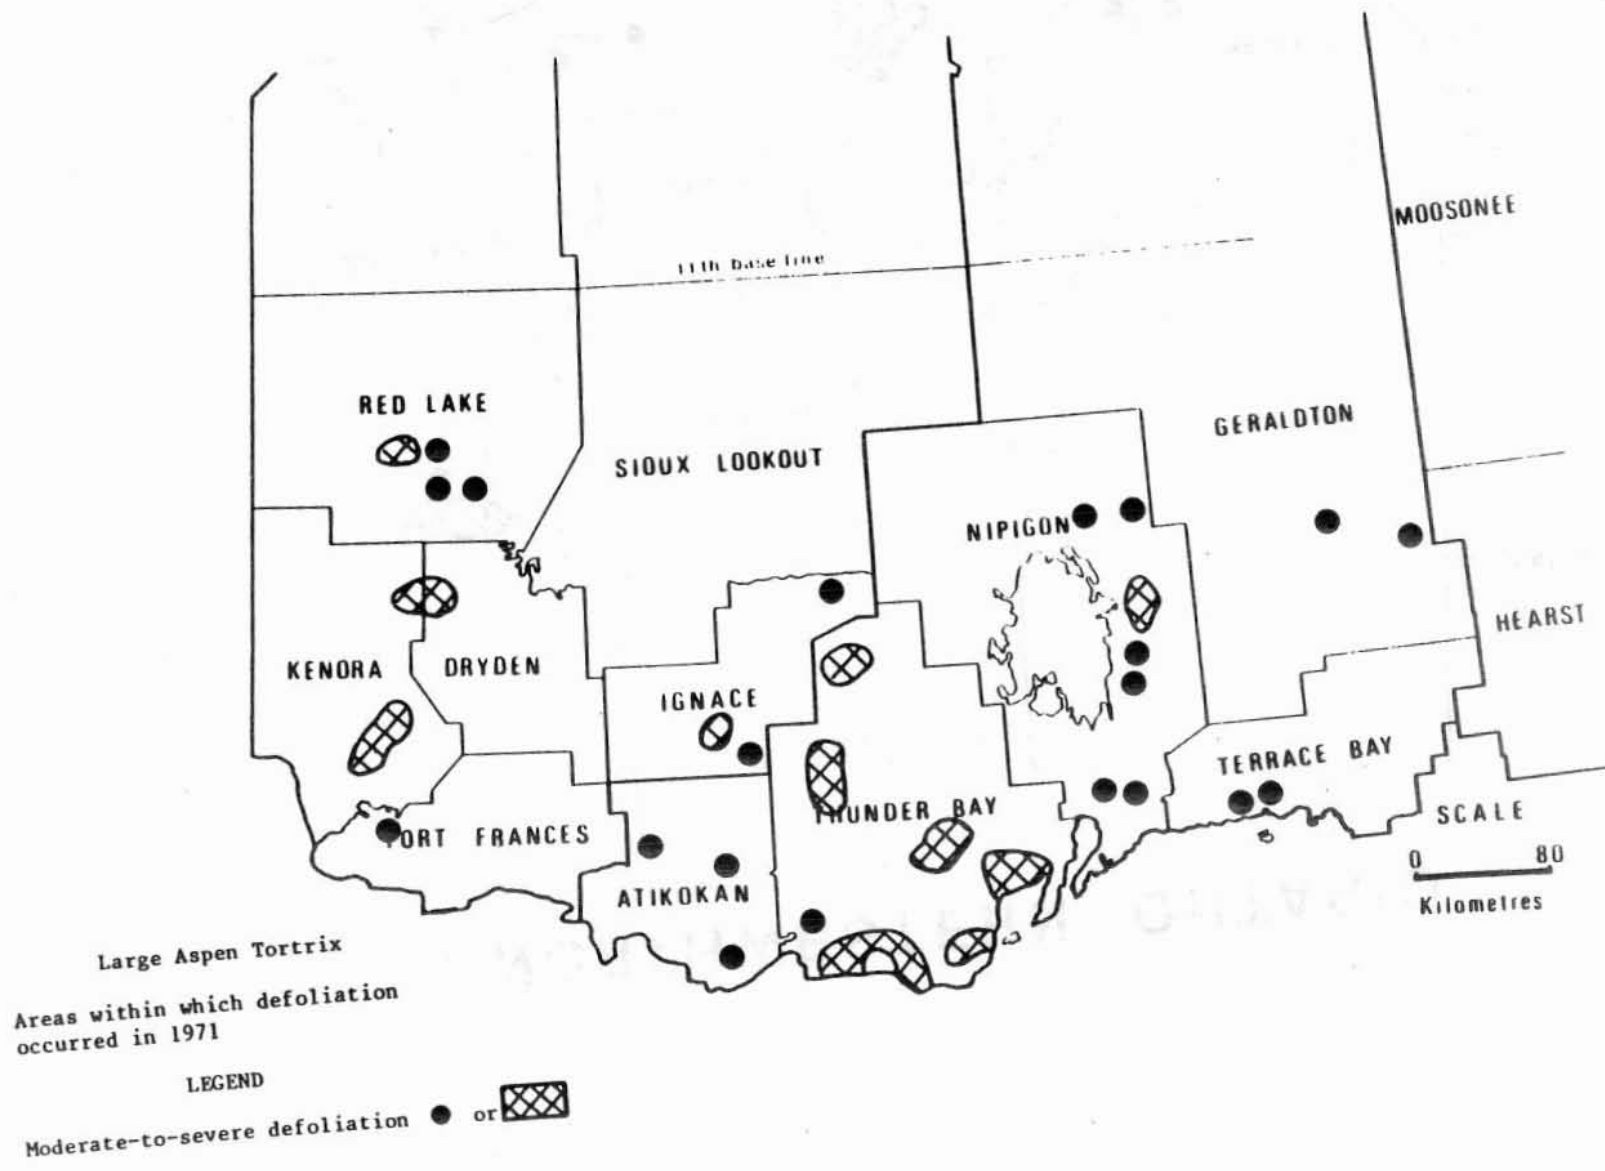 MOOSONEE
11th base line
RED LAKE
GERALDTON
SIOUX LOOKOUT
NIPIGON
HEARST
KENORA
DRYDEN
IGNACE
TERRACE BAY
THUNDER BAY
SCALE
FORT FRANCES
0 80
Kilometres
ATIKOKAN
Large Aspen Tortrix
Areas within which defoliation
occurred in 1971
LEGEND
Moderate-to-severe defoliation or